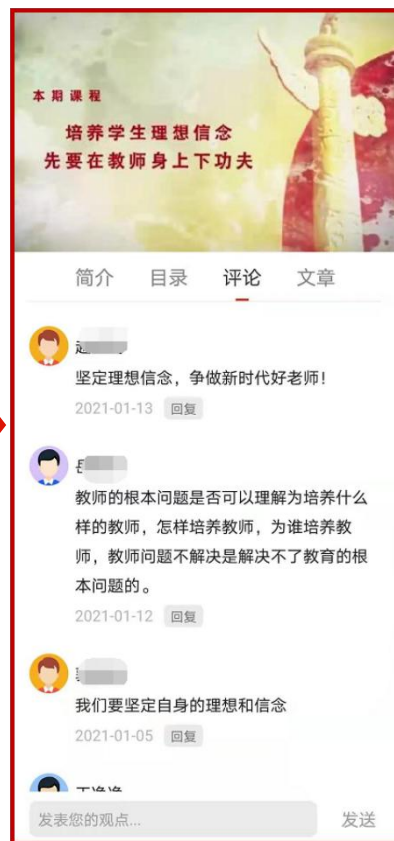 本期课程
培养学生理想信念
先要在教师身上下功夫
简介 目录 评论 文章
坚定理想信念，争做新时代好老师！
2021-01-13 回复
教师的根本问题是否可以理解为培养什么
样的教师，怎样培养教师，为谁培养教
师，教师问题不解决是解决不了教育的根
本问题的。
2021-01-12 回复
我们要坚定自身的理想和信念
2021-01-05 回复
发表您的观点... 发送